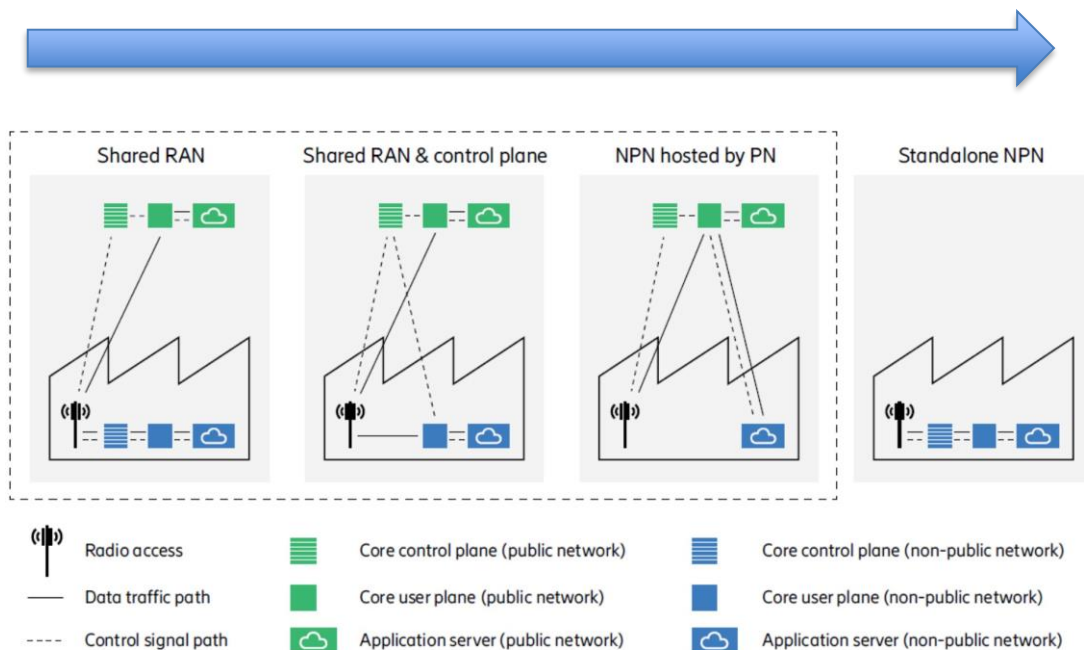 Shared RAN
Shared RAN & control plane
NPN hosted by PN
Standalone NPN
Radio access
Core control plane (public network)
Core control plane (non-public network)
Data traffic path
Core user plane (public network)
Core user plane (non-public network)
Control signal path
Application server (public network)
Application server (non-public network)